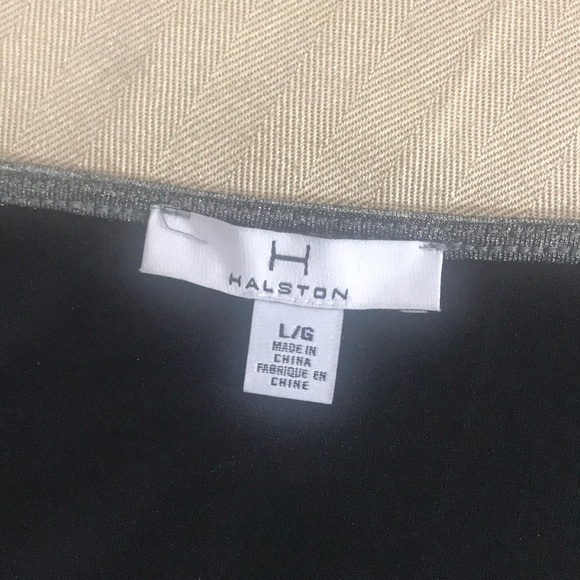 H
HALSTON
L/G
MADE IN
CHINA
FABRIQUE EN
CHINE